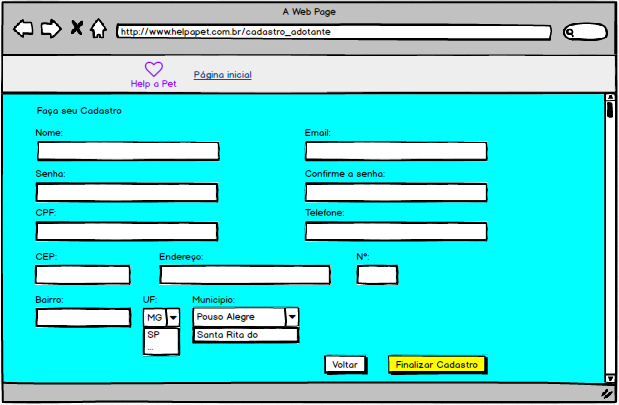 A Web Page
http://www.helpapet.com.br/cadastro_adotante
Help a Pet
Página inicial
Faça seu Cadastro
Nome:
Email:
Senha:
Confirme a senha:
CPF:
Telefone:
CEP:
Endereço:
Nº:
Bairro:
UF:
Municipio:
MG
Pouso Alegre
SP
Santa Rita do
...
Voltar
Finalizar Cadastro